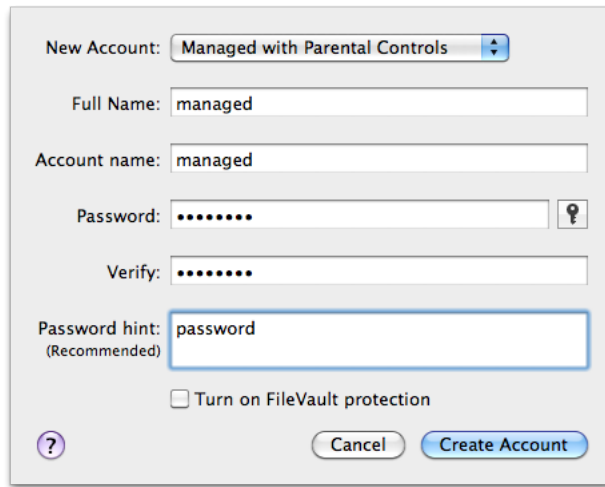 New Account: Managed with Parental Controls
Full Name: managed
Account name: managed
Password: ••••••••
Verify: ••••••••
Password hint: password
(Recommended)
Turn on FileVault protection
? Cancel Create Account